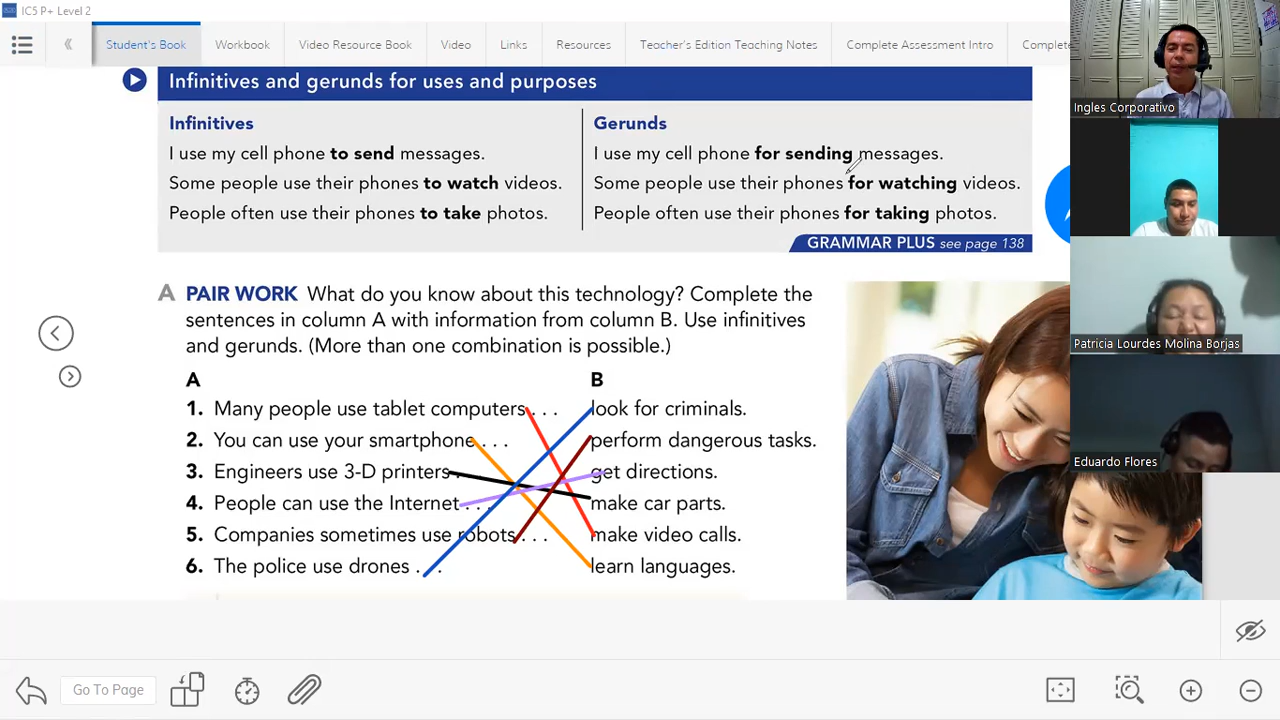 IC5 P+ Level 2
Student's Book
Workbook
Video Resource Book
Links
Resources
Teacher's Edition Teaching Notes
Complete Assessment Intro
Infinitives and gerunds for uses and purposes
Infinitives
I use my cell phone to send messages.
Some people use their phones to watch videos.
People often use their phones to take photos.
Gerunds
I use my cell phone for sending messages.
Some people use their phones for watching videos.
People often use their phones for taking photos.
GRAMMAR PLUS see page 138
A PAIR WORK What do you know about this technology? Complete the
sentences in column A with information from column B. Use infinitives
and gerunds. (More than one combination is possible.)
A
1. Many people use tablet computers . . .
2. You can use your smartphone . . .
3. Engineers use 3-D printers
4. People can use the Internet . . .
5. Companies sometimes use robots . . .
6. The police use drones . . .
B
look for criminals.
perform dangerous tasks.
get directions.
make car parts.
make video calls.
learn languages.
Go To Page
Ingles Corporativo
Patricia Lourdes Molina Borjas
Eduardo Flores